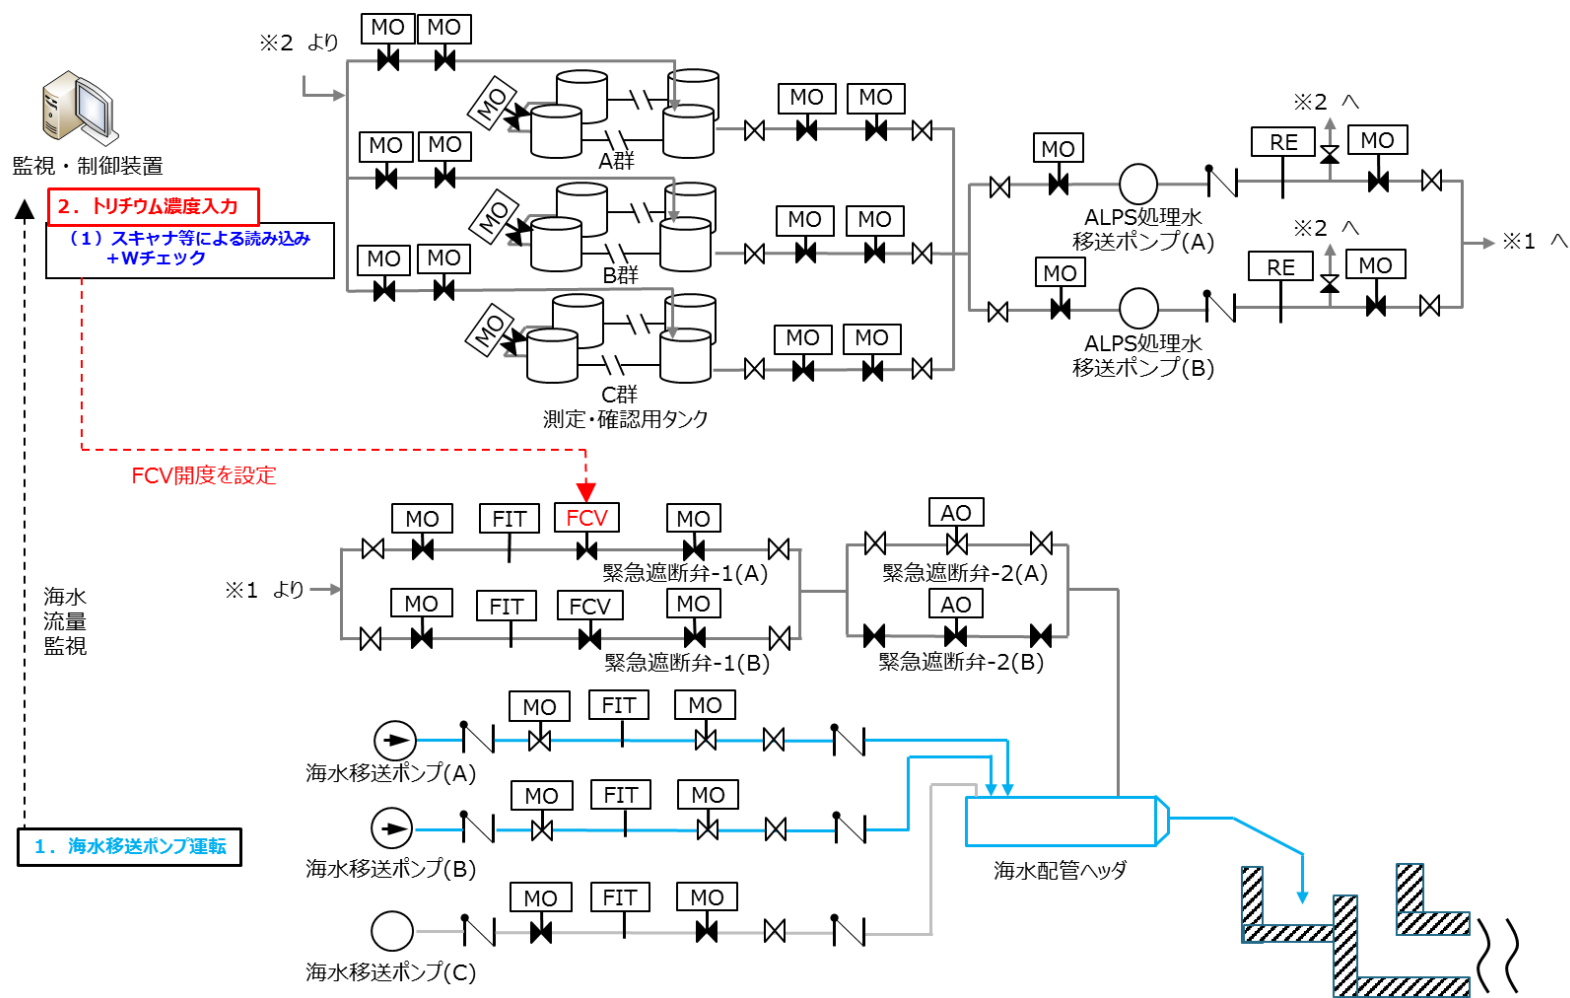 ※2 より
MO
MO
監視・制御装置
2. トリチウム濃度入力
(1)スキャナ等による読み込み
+Wチェック
MO
MO
MO
MO
MO
A群
MO
MO
MO
B群
MO
MO
MO
MO
C群
測定・確認用タンク
MO
MO
MO
RE
※2 へ
MO
ALPS処理水
移送ポンプ(A)
※2 へ
※1 へ
MO
RE
MO
ALPS処理水
移送ポンプ(B)
FCV開度を設定
MO
FIT
FCV
MO
緊急遮断弁-1(A)
AO
緊急遮断弁-2(A)
※1 より
MO
FIT
FCV
MO
緊急遮断弁-1(B)
AO
緊急遮断弁-2(B)
海水
流量
監視
MO
FIT
MO
海水移送ポンプ(A)
MO
FIT
MO
海水移送ポンプ(B)
1. 海水移送ポンプ運転
海水配管ヘッダ
MO
FIT
MO
海水移送ポンプ(C)